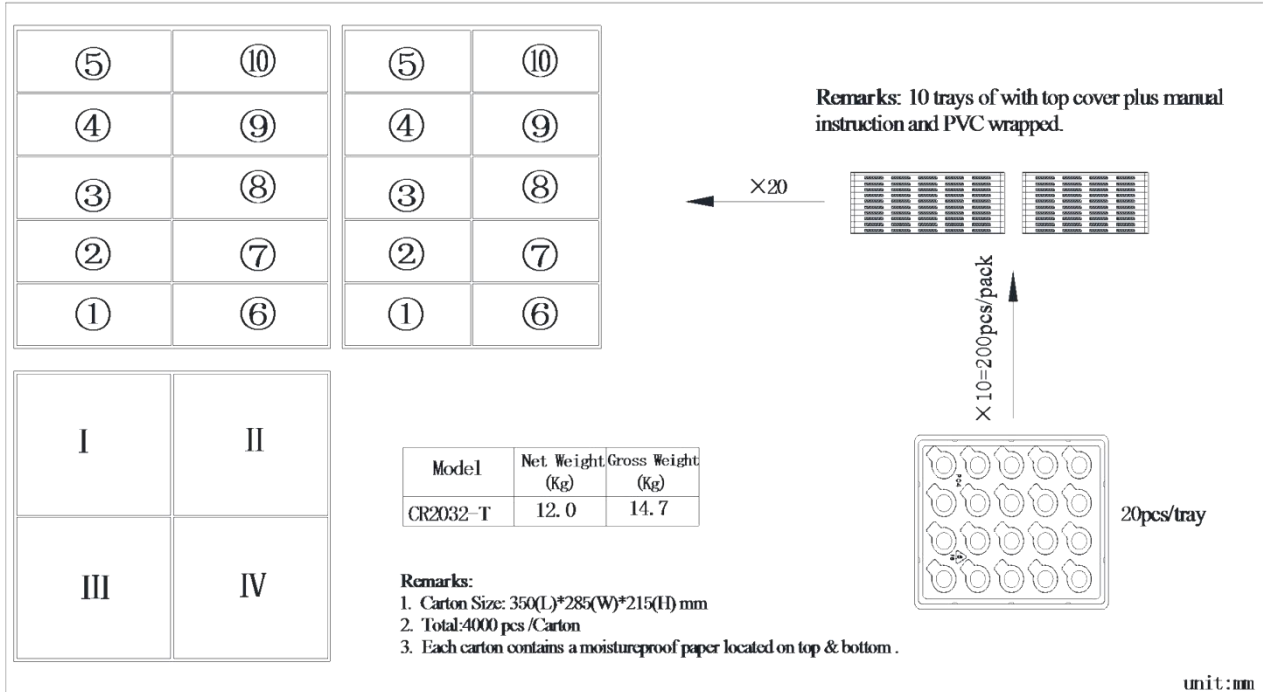 ⑤ ⑩ ⑤ ⑩
④ ⑨ ④ ⑨
③ ⑧ ③ ⑧
② ⑦ ② ⑦
① ⑥ ① ⑥
Remarks: 10 trays of with top cover plus manual
instruction and PVC wrapped.
×20
×10=200pcs/pack
20pcs/tray
I II
III IV
Model Net Weight (Kg) Gross Weight (Kg)
CR2032-T 12.0 14.7
Remarks:
1. Carton Size: 350(L)*285(W)*215(H) mm
2. Total:4000 pcs /Carton
3. Each carton contains a moistureproof paper located on top & bottom .
unit:mm